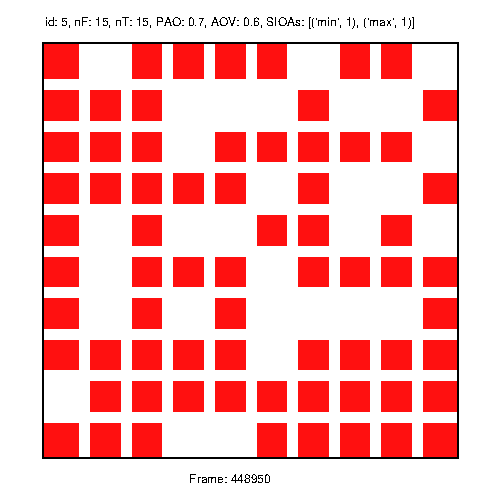 id: 5, nF: 15, nT: 15, PAO: 0.7, AOV: 0.6, SIOAs: [('min', 1), ('max', 1)]
Frame: 448950